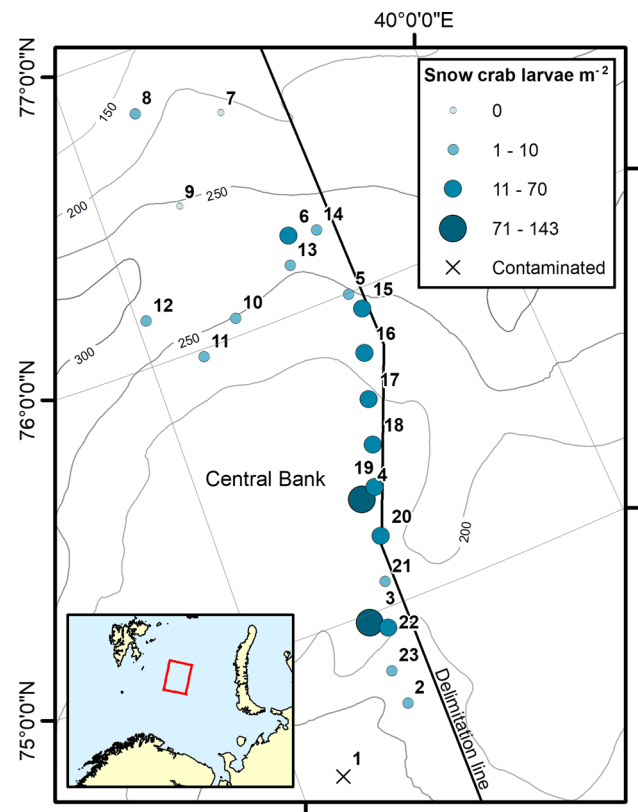 40°0'0"E
77°0'0"N
76°0'0"N
75°0'0"N
Snow crab larvae m-2
0
1 - 10
11 - 70
71 - 143
Contaminated
8
7
150
9
250
200
6
14
13
5
15
12
10
250
11
300
16
17
18
Central Bank
19
4
20
200
21
3
22
23
2
Delimitation line
1